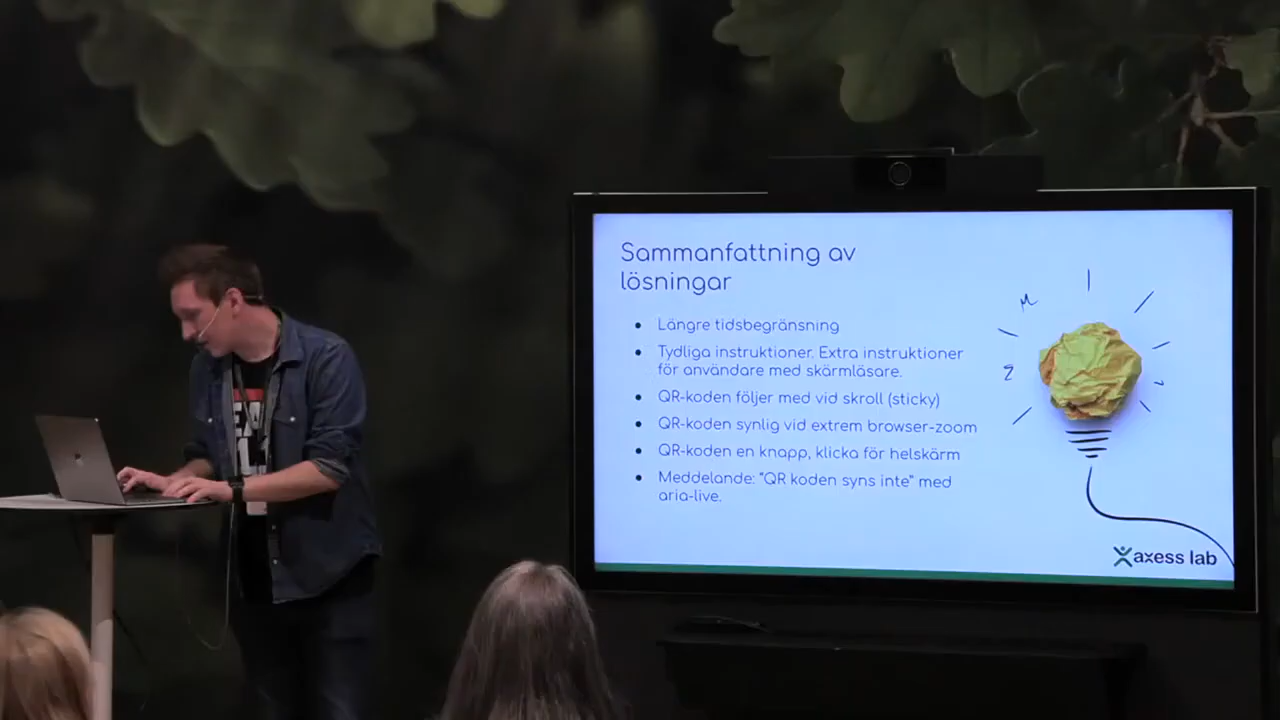 Sammanfattning av
lösningar
• Längre tidsbegränsning
• Tydliga instruktioner. Extra instruktioner
för användare med skärmläsare.
• QR-koden följer med vid skroll (sticky)
• QR-koden synlig vid extrem browser-zoom
• QR-koden en knapp, klicka för helskärm
• Meddelande: "QR koden syns inte" med
aria-live.
axess lab